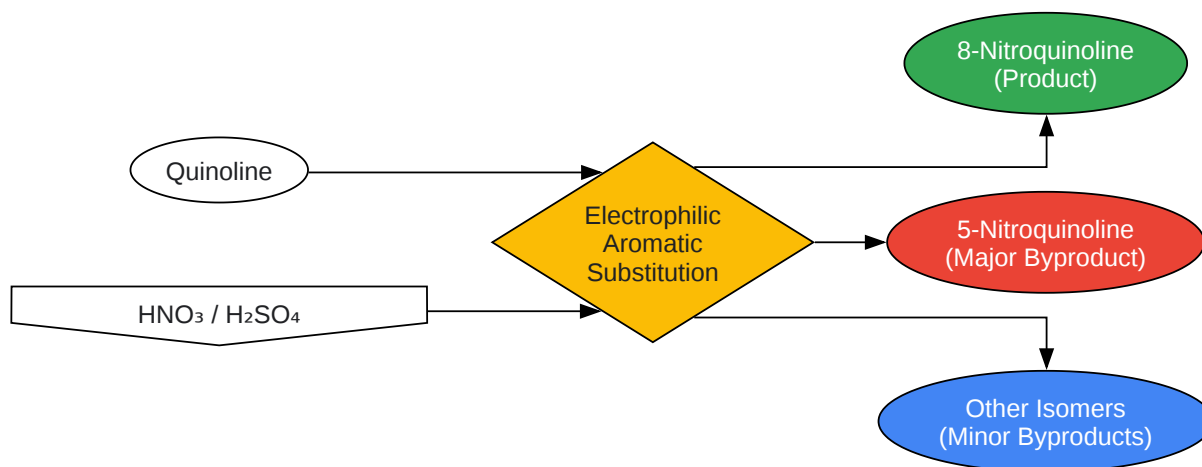 8-Nitroquinoline
(Product)
Quinoline
Electrophilic
Aromatic
Substitution
5-Nitroquinoline
(Major Byproduct)
HNO₃ / H₂SO₄
Other Isomers
(Minor Byproducts)